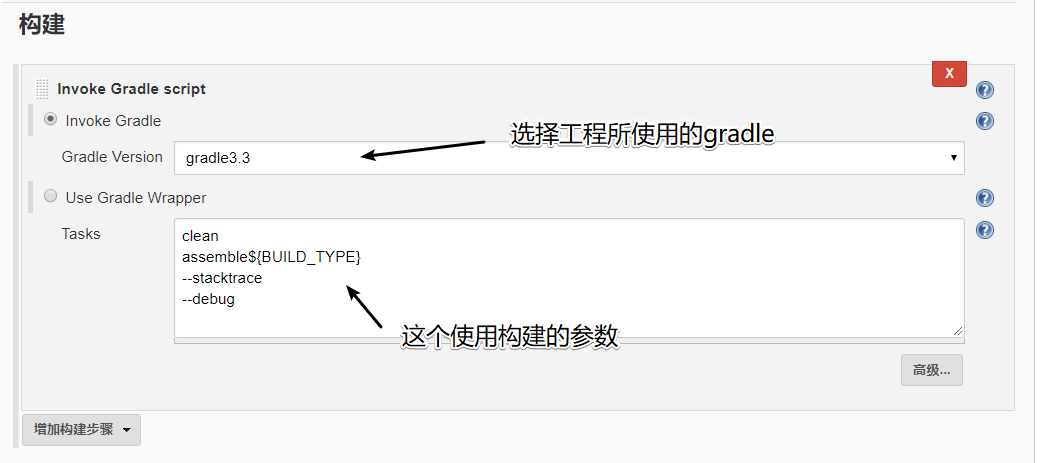 构建
X
Invoke Gradle script
Invoke Gradle
选择工程所使用的gradle
Gradle Version
gradle3.3
Use Gradle Wrapper
Tasks
clean
assemble${BUILD_TYPE}
--stacktrace
--debug
这个使用构建的参数
高级...
增加构建步骤